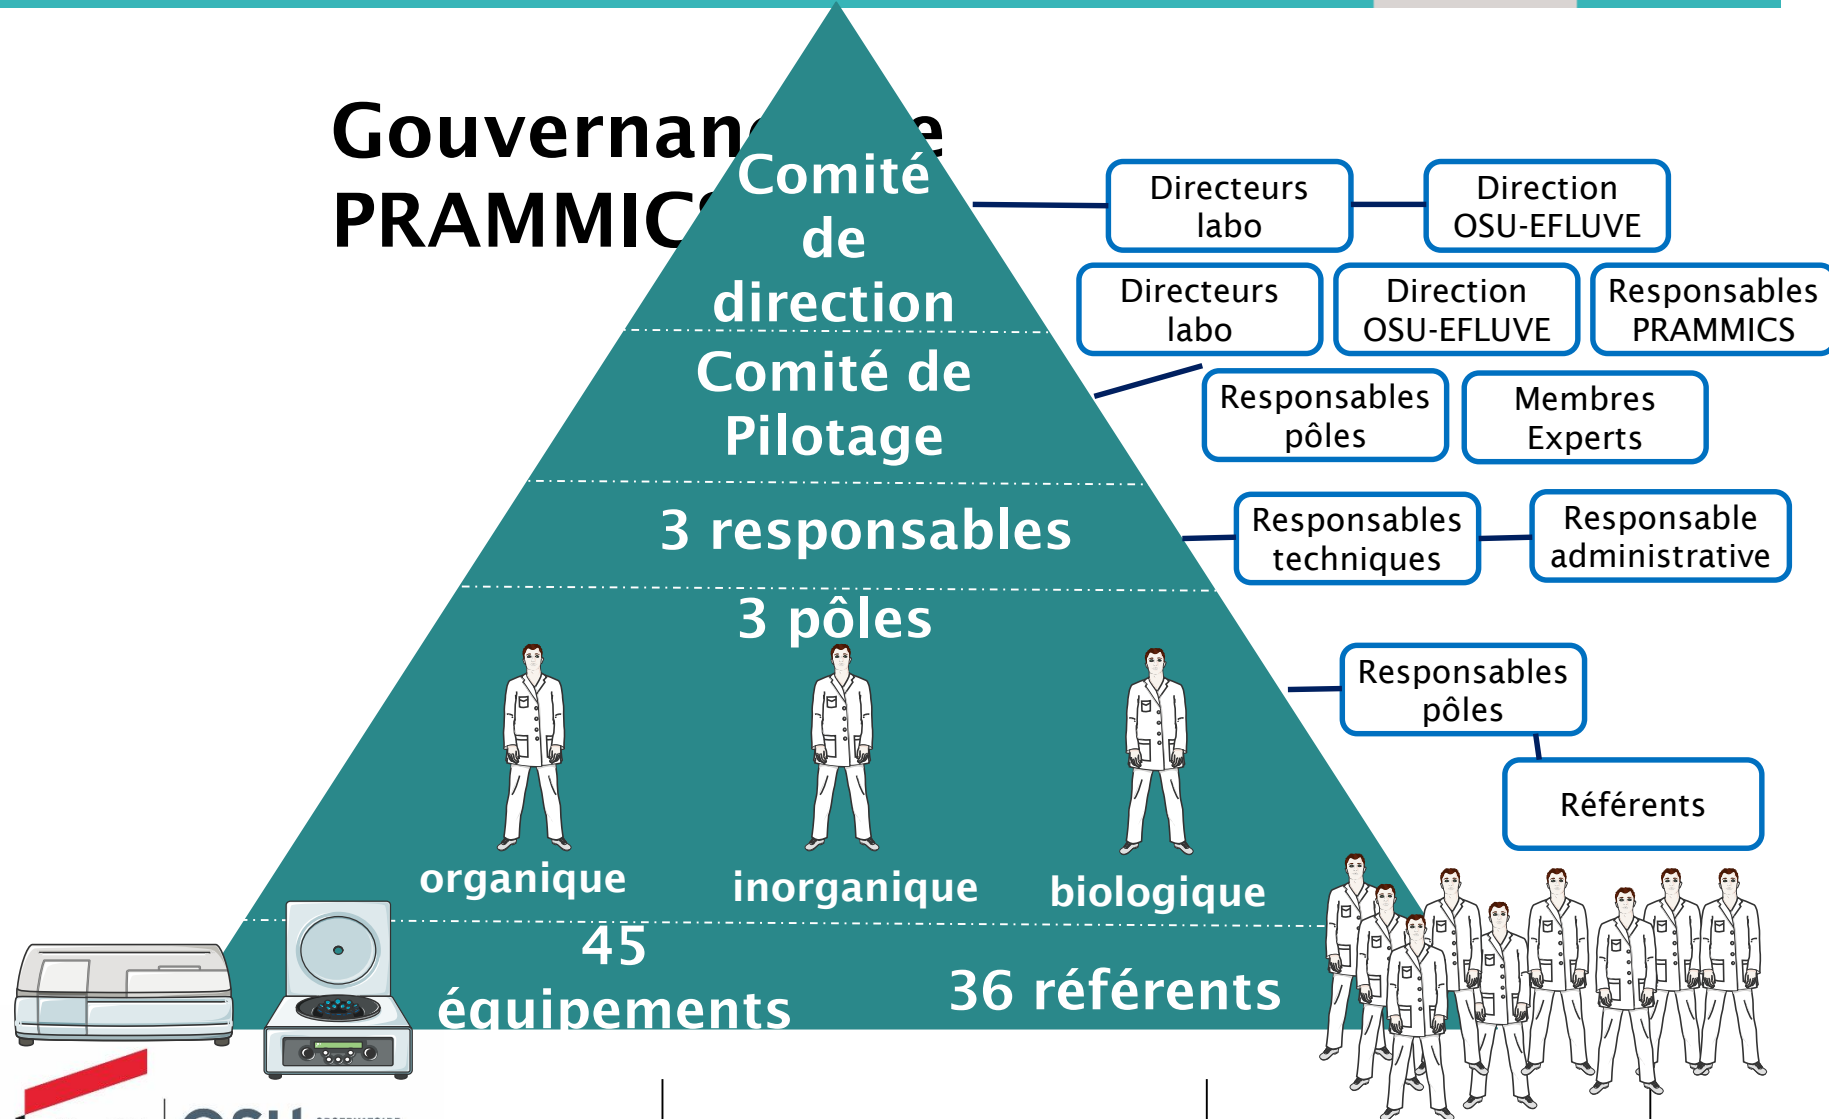 Gouvernan e
PRAMMICS
Comité
de
direction
Directeurs
labo
Direction
OSU-EFLUVE
Directeurs
labo
Direction
OSU-EFLUVE
Responsables
PRAMMICS
Comité de
Pilotage
Responsables
pôles
Membres
Experts
3 responsables
Responsables
techniques
Responsable
administrative
3 pôles
Responsables
pôles
Référents
organique
inorganique
biologique
45
équipements
36 référents
OSU